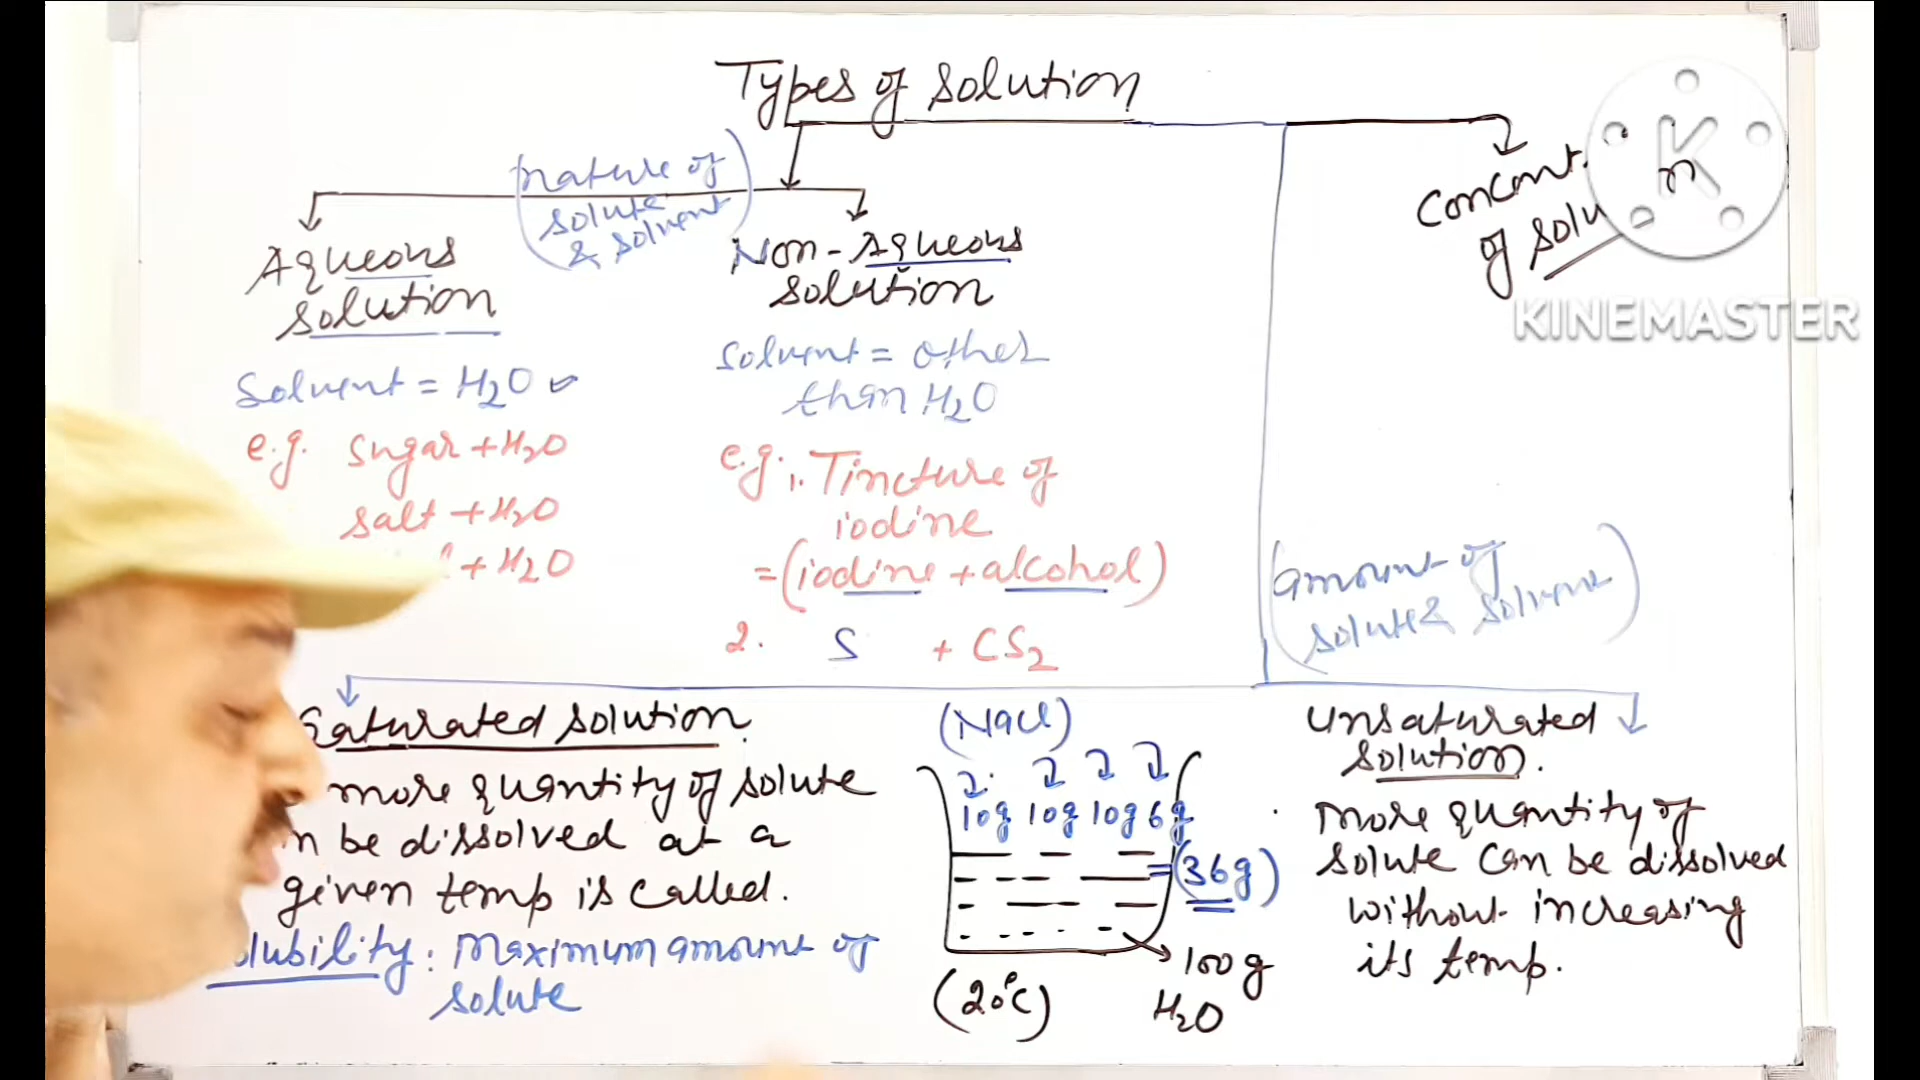 Types of solution
(nature of
solute
& solvent)
Concent.
of solu
KINEMASTER
Aqueous
solution
Solvent = H2O
e.g. sugar + H2O
salt + H2O
+ H2O
Non-Aqueous
solution
Solvent = other
than H2O
e.g. 1. Tincture of
iodine
= (iodine + alcohol)
2. S + CS2
(amount of
solute & solvent)
Saturated solution.
more quantity of solute
be dissolved at a
given temp is called.
Solubility: Maximum amount of
solute
(NaCl)
10g 10g 10g 6g
= (36g)
100g
H2O
(20°C)
Unsaturated
solution.
More quantity of
solute can be dissolved
without increasing
its temp.